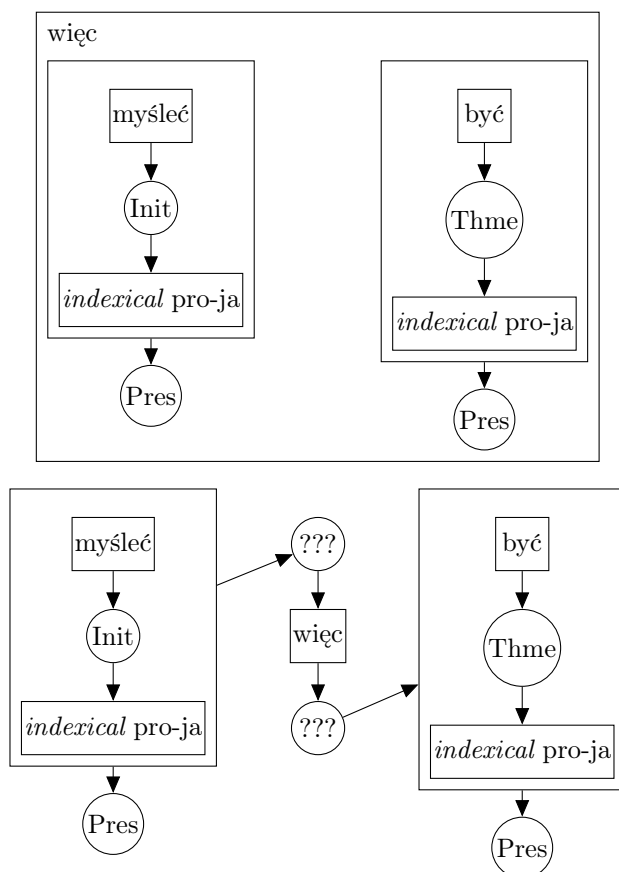 więc
myśleć
być
Init
Thme
indexical pro-ja
indexical pro-ja
Pres
Pres
myśleć
???
być
Init
więc
Thme
indexical pro-ja
???
indexical pro-ja
Pres
Pres